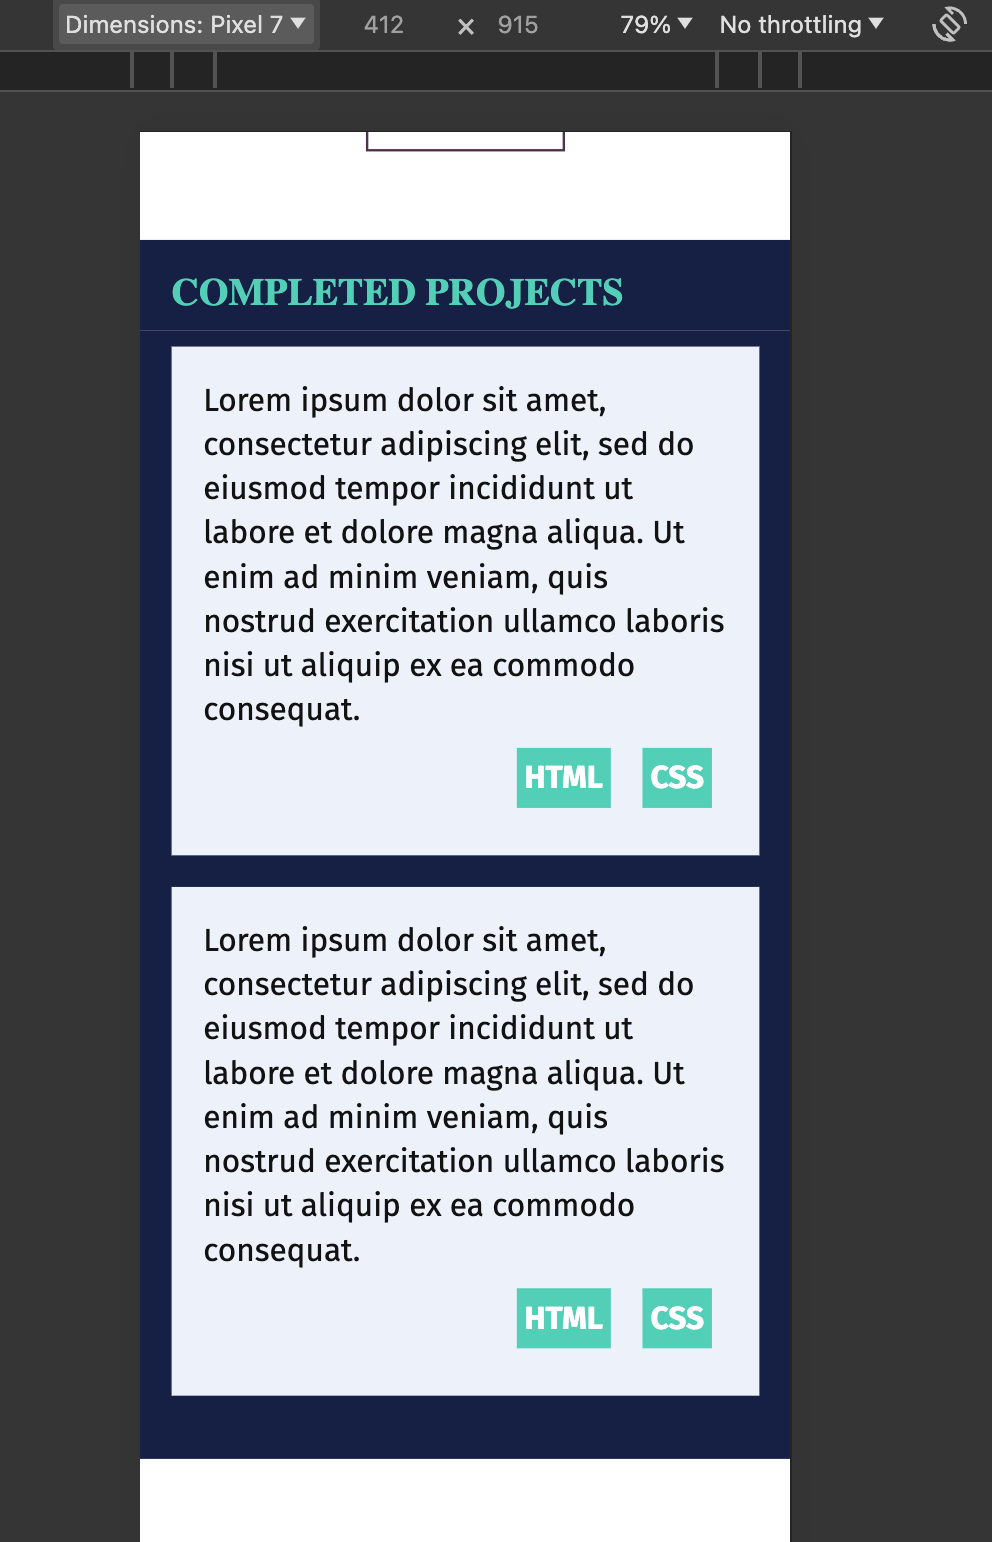 Dimensions: Pixel 7 ▼ 412 × 915 79% ▼ No throttling ▼
COMPLETED PROJECTS
Lorem ipsum dolor sit amet,
consectetur adipiscing elit, sed do
eiusmod tempor incididunt ut
labore et dolore magna aliqua. Ut
enim ad minim veniam, quis
nostrud exercitation ullamco laboris
nisi ut aliquip ex ea commodo
consequat.
HTML CSS
Lorem ipsum dolor sit amet,
consectetur adipiscing elit, sed do
eiusmod tempor incididunt ut
labore et dolore magna aliqua. Ut
enim ad minim veniam, quis
nostrud exercitation ullamco laboris
nisi ut aliquip ex ea commodo
consequat.
HTML CSS